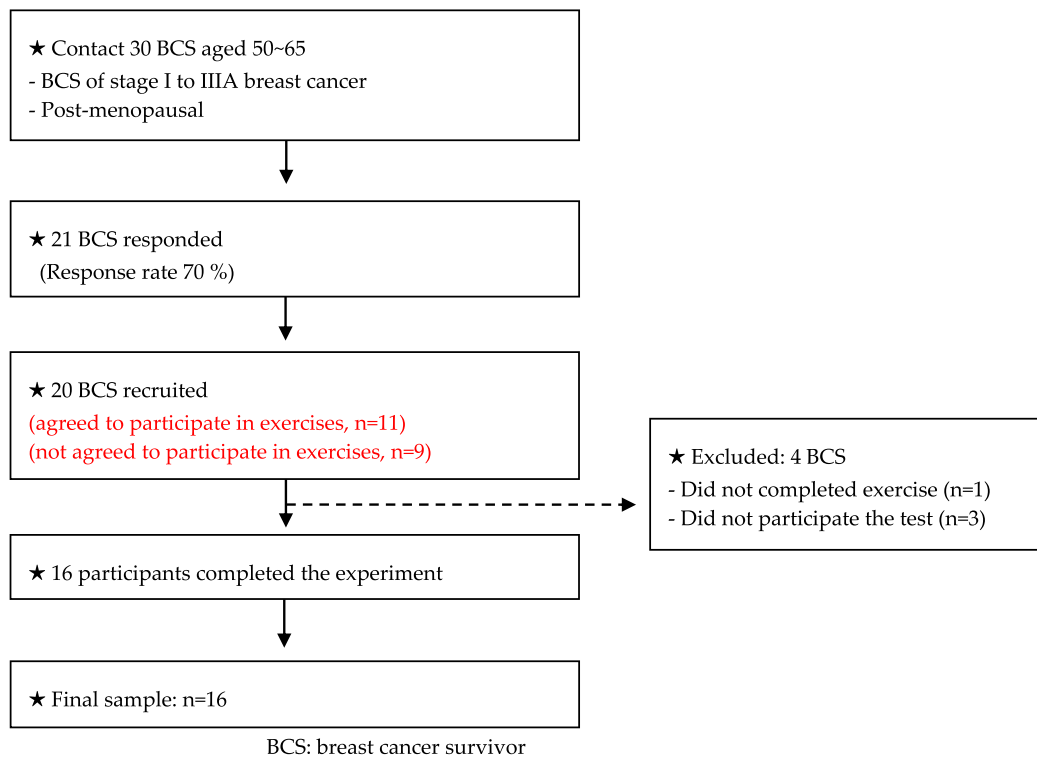 ★ Contact 30 BCS aged 50~65
- BCS of stage I to IIIA breast cancer
- Post-menopausal
★ 21 BCS responded
(Response rate 70 %)
★ 20 BCS recruited
(agreed to participate in exercises, n=11)
(not agreed to participate in exercises, n=9)
★ Excluded: 4 BCS
- Did not completed exercise (n=1)
- Did not participate the test (n=3)
★ 16 participants completed the experiment
★ Final sample: n=16
BCS: breast cancer survivor